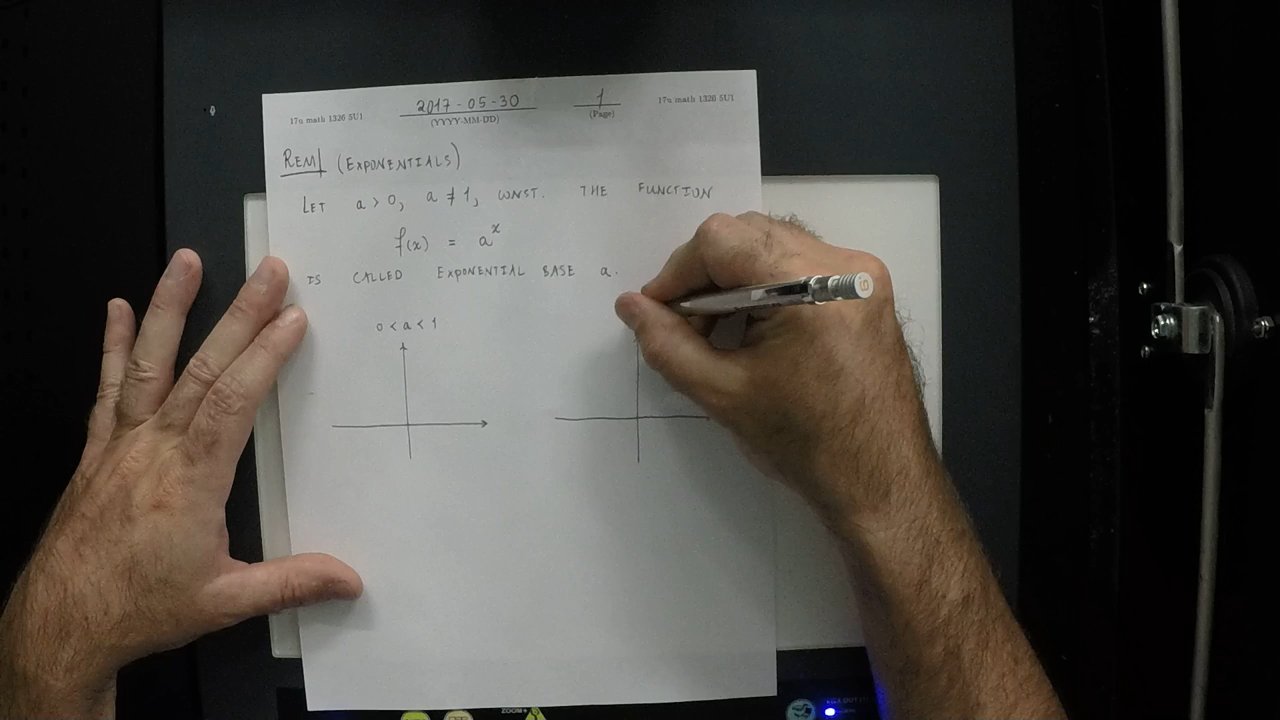 17u math 1326 5U1 2017-05-30 1 17u math 1326 5U1
(YYYY-MM-DD) (Page)
REM (EXPONENTIALS)
LET a > 0, a ≠ 1, CONST. THE FUNCTION
f(x) = a^x
IS CALLED EXPONENTIAL BASE a.
0 < a < 1
ZOOM